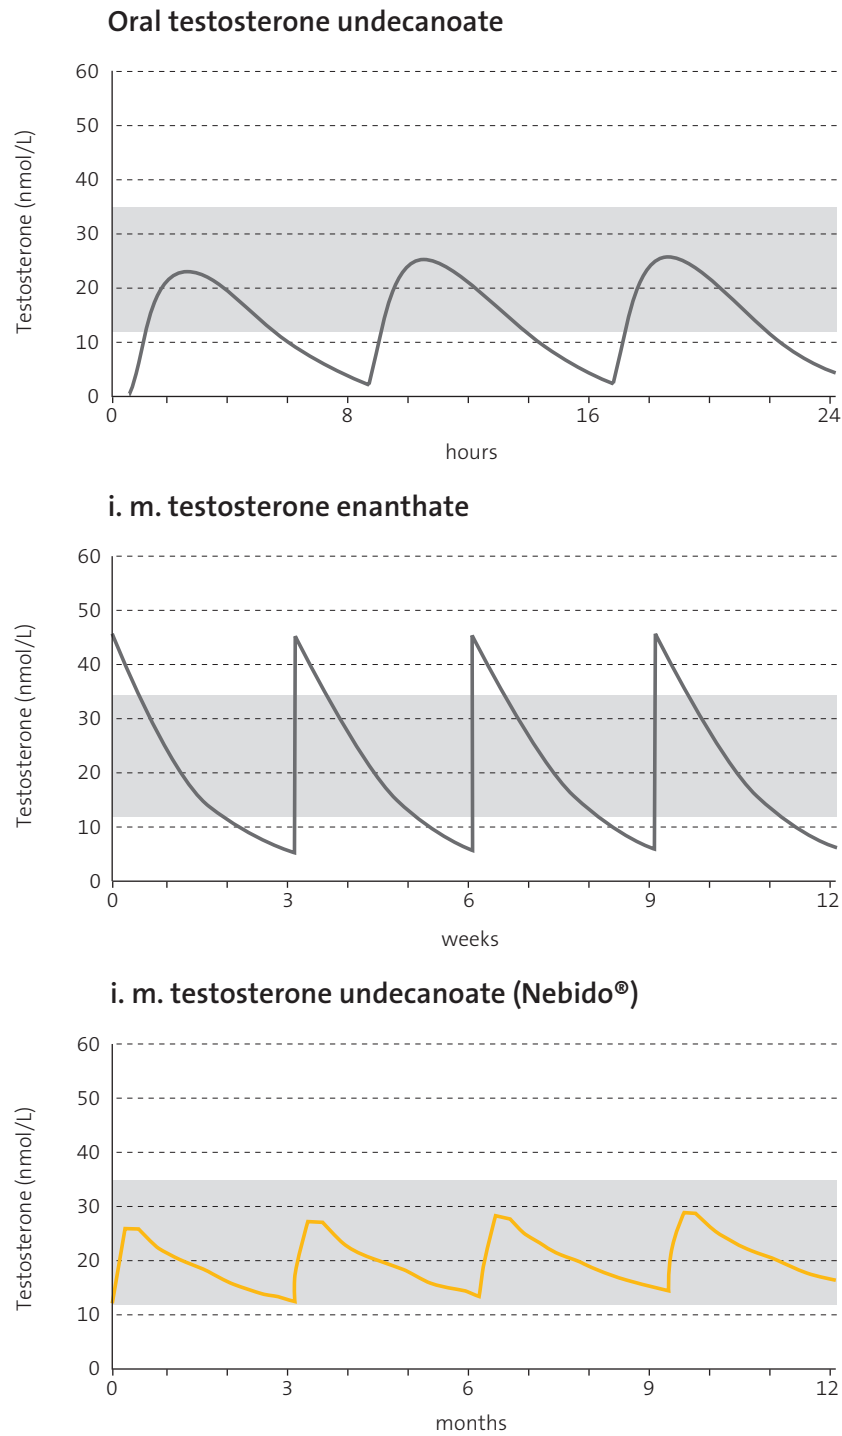 Oral testosterone undecanoate
Testosterone (nmol/L)
60
50
40
30
20
10
0
0 8 16 24
hours
i. m. testosterone enanthate
Testosterone (nmol/L)
60
50
40
30
20
10
0
0 3 6 9 12
weeks
i. m. testosterone undecanoate (Nebido®)
Testosterone (nmol/L)
60
50
40
30
20
10
0
0 3 6 9 12
months